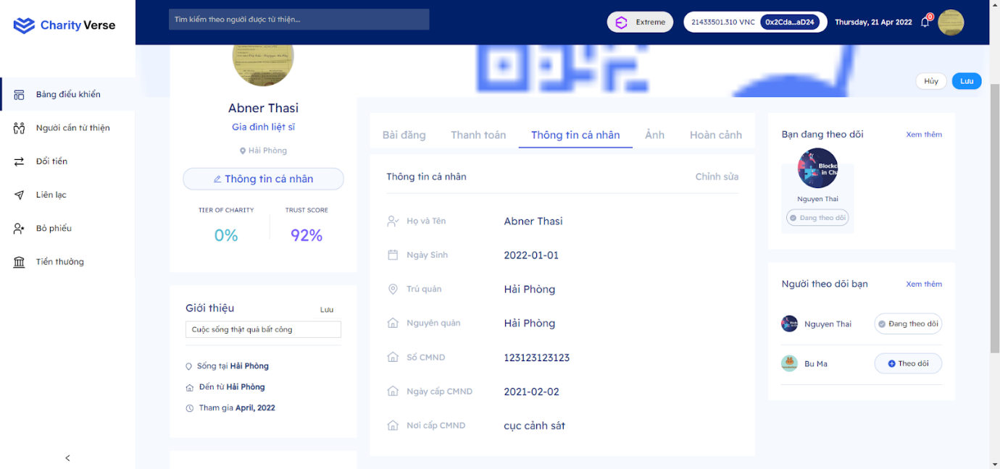 Charity Verse
Tìm kiếm theo người được từ thiện...
Extreme
21433501.310 VNC 0x2Cda...aD24
Thursday, 21 Apr 2022
8
Bảng điều khiển
Người cần từ thiện
Đổi tiền
Liên lạc
Bỏ phiếu
Tiền thưởng
Hủy
Lưu
Abner Thasi
Gia đình liệt sĩ
Hải Phòng
Thông tin cá nhân
TIER OF CHARITY
TRUST SCORE
0%
92%
Giới thiệu
Lưu
Cuộc sống thật quá bất công
Sống tại Hải Phòng
Đến từ Hải Phòng
Tham gia April, 2022
Bài đăng
Thanh toán
Thông tin cá nhân
Ảnh
Hoàn cảnh
Thông tin cá nhân
Chỉnh sửa
Họ và Tên
Abner Thasi
Ngày Sinh
2022-01-01
Trú quán
Hải Phòng
Nguyên quán
Hải Phòng
Số CMND
123123123123
Ngày cấp CMND
2021-02-02
Nơi cấp CMND
cục cảnh sát
Bạn đang theo dõi
Xem thêm
Nguyen Thai
Đang theo dõi
Người theo dõi bạn
Xem thêm
Nguyen Thai
Đang theo dõi
Bu Ma
Theo dõi